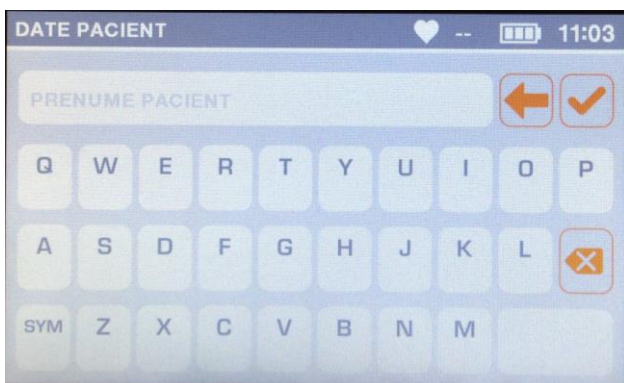 DATE PACIENT -- 11:03
PRENUME PACIENT
Q W E R T Y U I O P
A S D F G H J K L
SYM Z X C V B N M